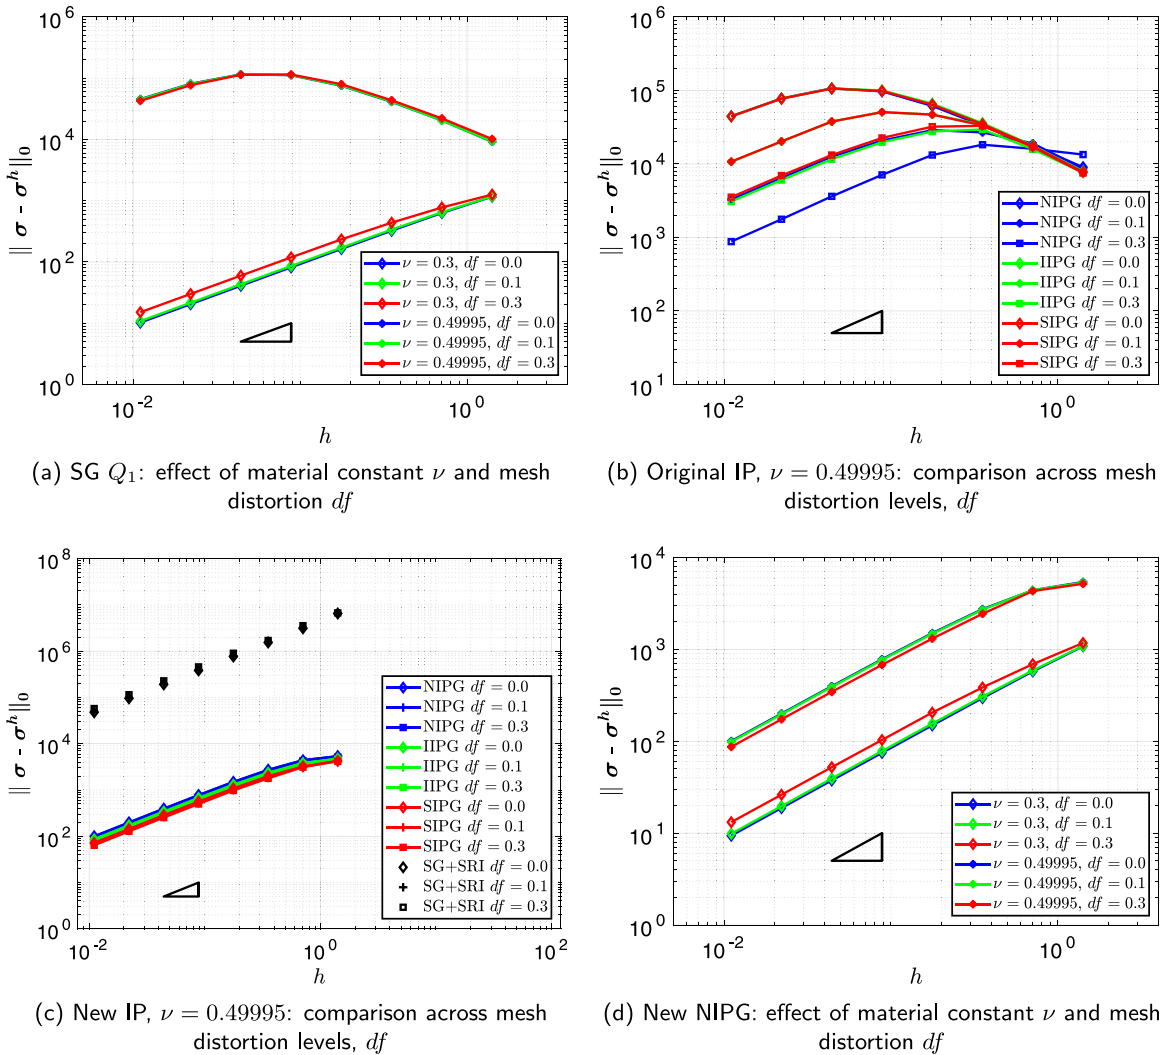 10^6
10^4
10^2
10^0
‖ σ - σ^h ‖_0
10^-2
10^0
h
ν = 0.3, df = 0.0
ν = 0.3, df = 0.1
ν = 0.3, df = 0.3
ν = 0.49995, df = 0.0
ν = 0.49995, df = 0.1
ν = 0.49995, df = 0.3
(a) SG Q_1: effect of material constant ν and mesh
distortion df
10^6
10^5
10^4
10^3
10^2
10^1
‖ σ - σ^h ‖_0
10^-2
10^0
h
NIPG df = 0.0
NIPG df = 0.1
NIPG df = 0.3
IIPG df = 0.0
IIPG df = 0.1
IIPG df = 0.3
SIPG df = 0.0
SIPG df = 0.1
SIPG df = 0.3
(b) Original IP, ν = 0.49995: comparison across mesh
distortion levels, df
10^8
10^6
10^4
10^2
10^0
‖ σ - σ^h ‖_0
10^-2
10^0
10^2
h
NIPG df = 0.0
NIPG df = 0.1
NIPG df = 0.3
IIPG df = 0.0
IIPG df = 0.1
IIPG df = 0.3
SIPG df = 0.0
SIPG df = 0.1
SIPG df = 0.3
SG+SRI df = 0.0
SG+SRI df = 0.1
SG+SRI df = 0.3
(c) New IP, ν = 0.49995: comparison across mesh
distortion levels, df
10^4
10^3
10^2
10^1
10^0
‖ σ - σ^h ‖_0
10^-2
10^0
h
ν = 0.3, df = 0.0
ν = 0.3, df = 0.1
ν = 0.3, df = 0.3
ν = 0.49995, df = 0.0
ν = 0.49995, df = 0.1
ν = 0.49995, df = 0.3
(d) New NIPG: effect of material constant ν and mesh
distortion df